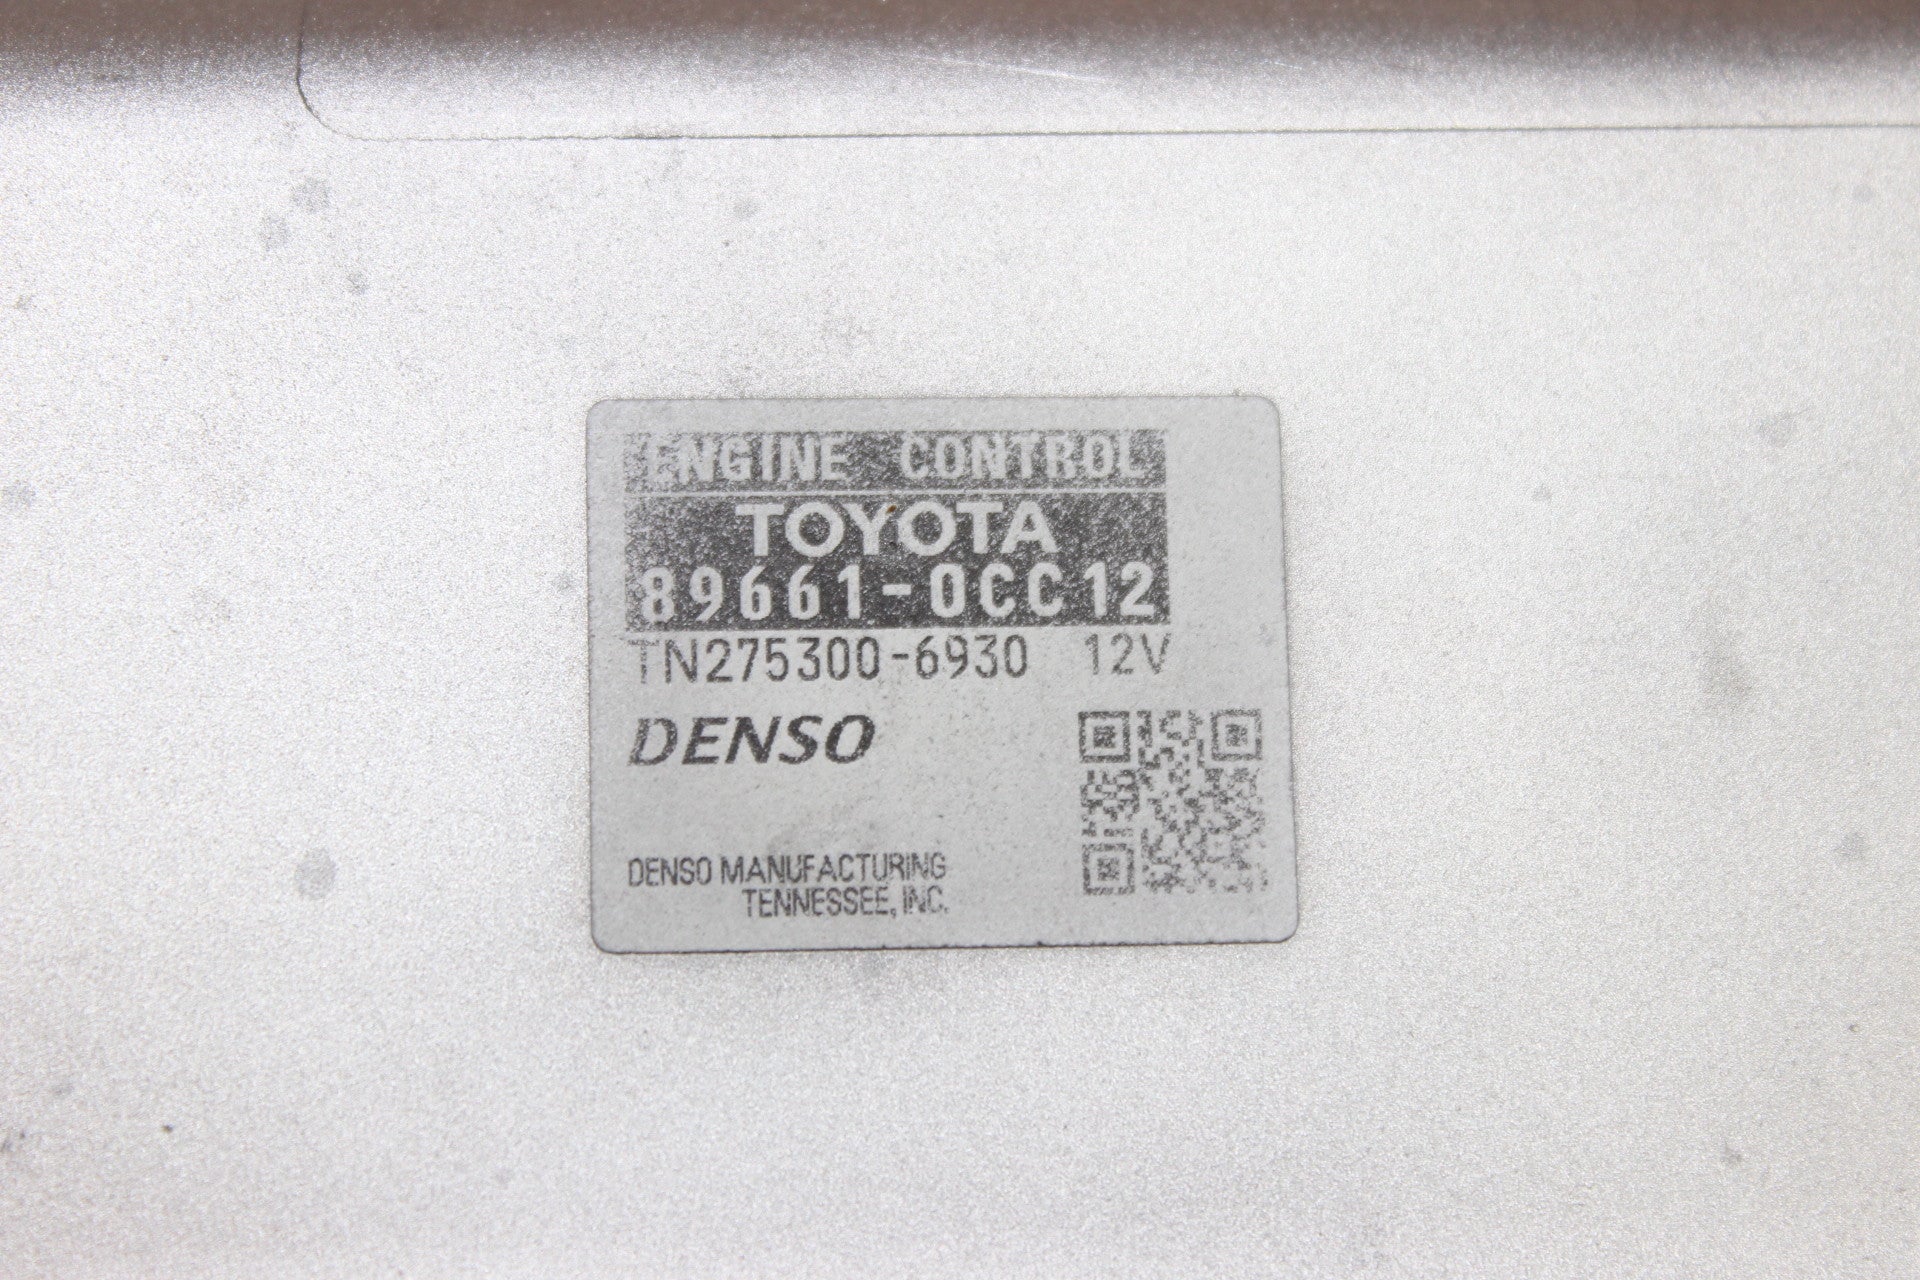 ENGINE CONTROL
TOYOTA
89661-0CC12
TN275300-6930 12V
DENSO
DENSO MANUFACTURING
TENNESSEE, INC.